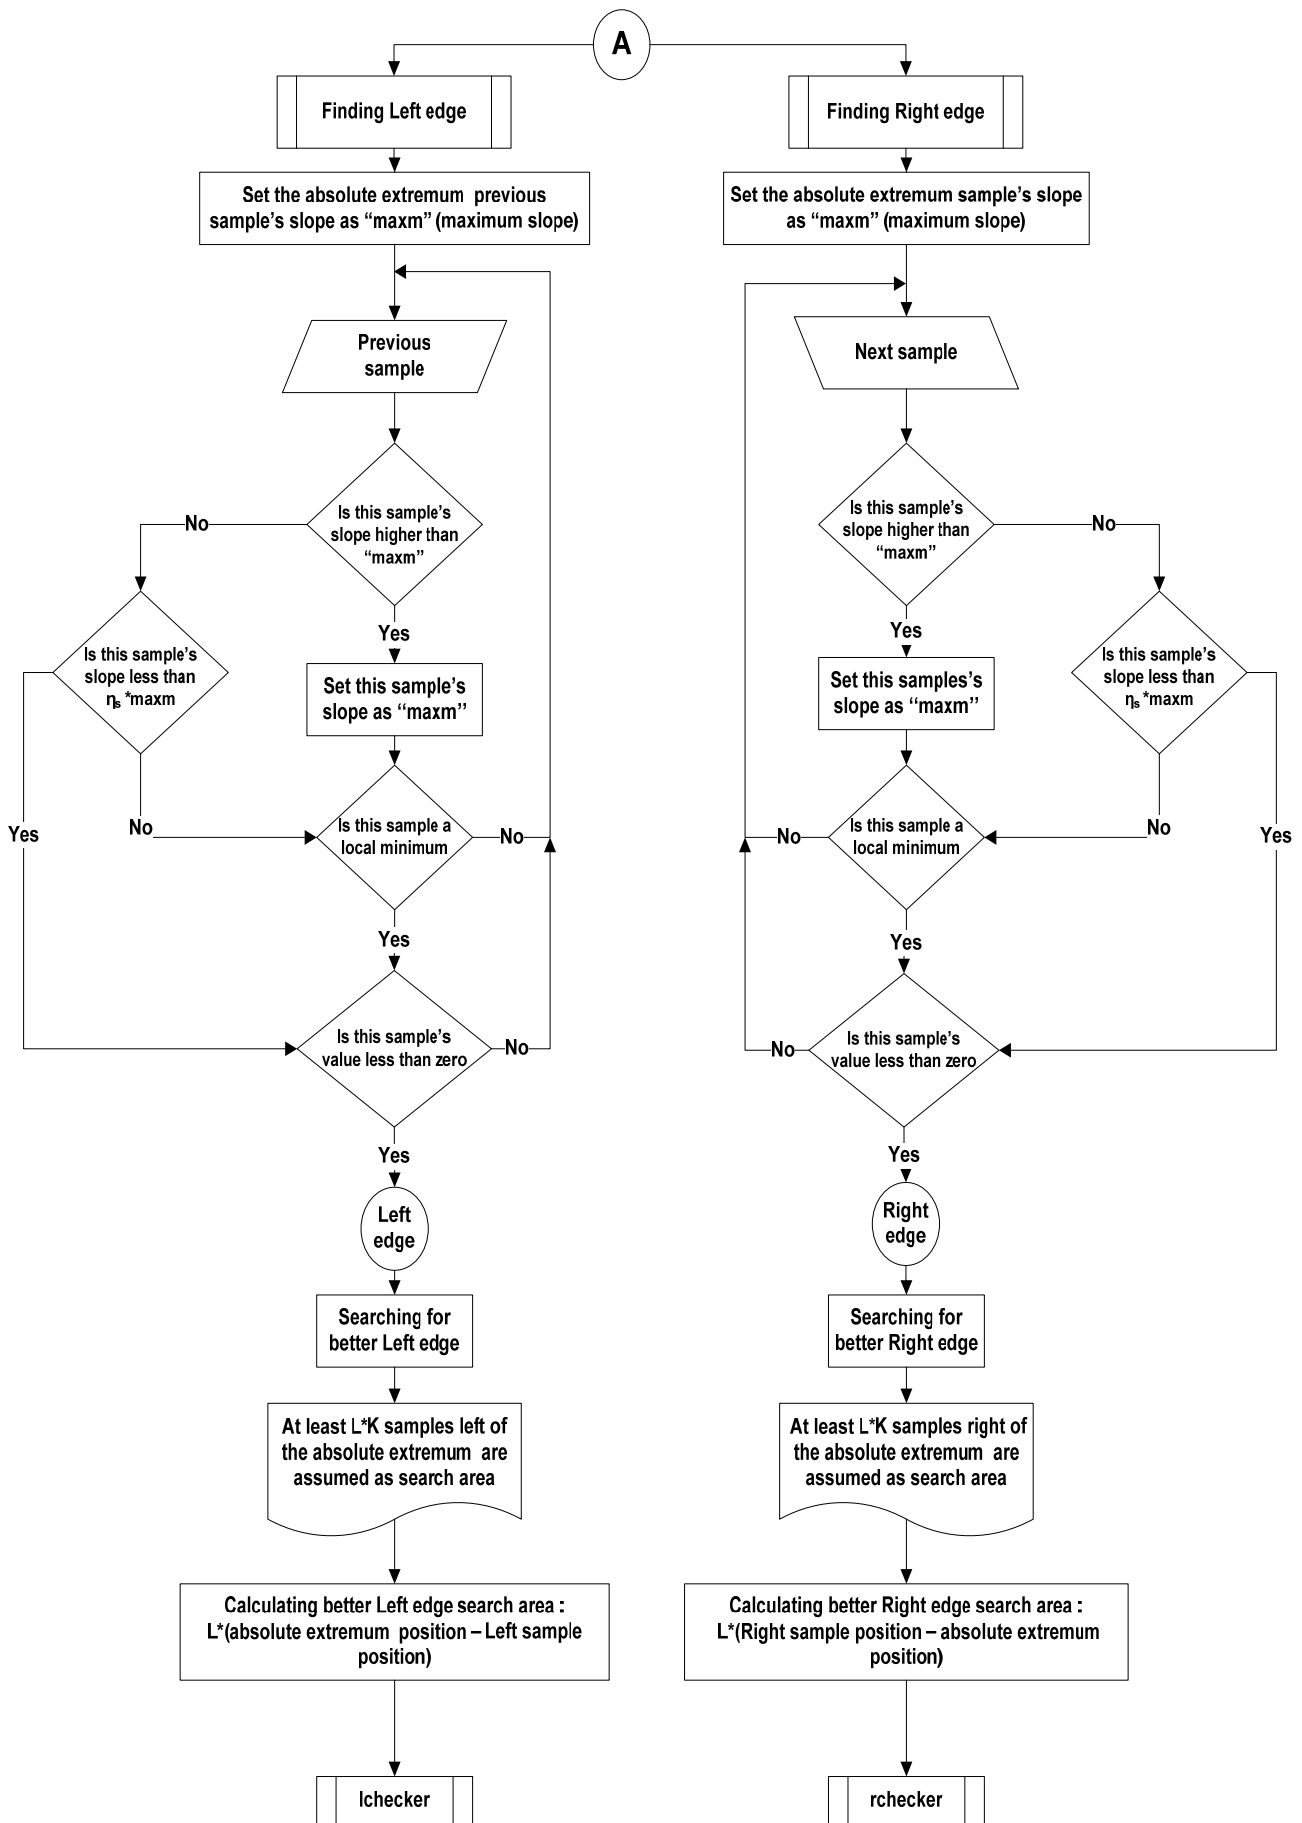 A
Finding Left edge
Set the absolute extremum previous
sample's slope as “maxm” (maximum slope)
Previous
sample
Is this sample's
slope higher than
“maxm”
No
Yes
Is this sample's
slope less than
ηs *maxm
Set this sample's
slope as “maxm”
Yes
No
Is this sample a
local minimum
No
Yes
Is this sample's
value less than zero
No
Yes
Left
edge
Searching for
better Left edge
At least L*K samples left of
the absolute extremum are
assumed as search area
Calculating better Left edge search area :
L*(absolute extremum position – Left sample
position)
lchecker
Finding Right edge
Set the absolute extremum sample's slope
as “maxm” (maximum slope)
Next sample
Is this sample's
slope higher than
“maxm”
No
Yes
Set this samples's
slope as “maxm”
Is this sample's
slope less than
ηs *maxm
No
Is this sample a
local minimum
No
Yes
Yes
Is this sample's
value less than zero
No
Yes
Right
edge
Searching for
better Right edge
At least L*K samples right of
the absolute extremum are
assumed as search area
Calculating better Right edge search area :
L*(Right sample position – absolute extremum
position)
rchecker